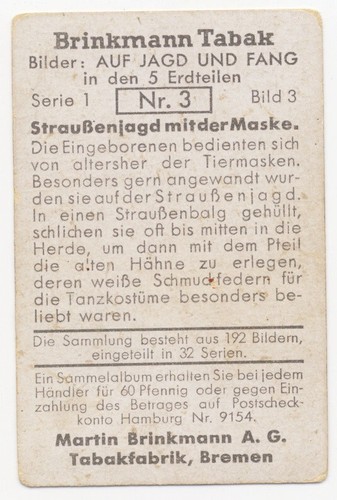 Brinkmann Tabak
Bilder: AUF JAGD UND FANG
in den 5 Erdteilen
Serie 1 Nr. 3 Bild 3
Straußenjagd mit der Maske.
Die Eingeborenen bedienten sich
von altersher der Tiermasken.
Besonders gern angewandt wur-
den sie auf der Straußenjagd.
In einen Straußenbalg gehüllt,
schlichen sie oft bis mitten in die
Herde, um dann mit dem Pfeil
die alten Hähne zu erlegen,
deren weiße Schmuckfedern für
die Tanzkostüme besonders be-
liebt waren.
Die Sammlung besteht aus 192 Bildern,
eingeteilt in 32 Serien.
Ein Sammelalbum erhalten Sie bei jedem
Händler für 60 Pfennig oder gegen Ein-
zahlung des Betrages auf Postscheck-
konto Hamburg Nr. 9154.
Martin Brinkmann A. G.
Tabakfabrik, Bremen